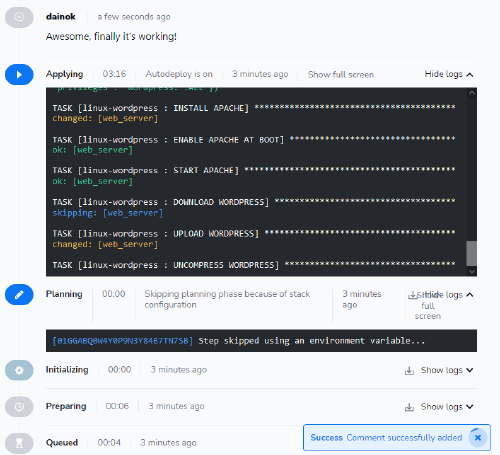 dainok a few seconds ago
Awesome, finally it's working!
Applying 03:16 Autodeploy is on 3 minutes ago Show full screen Hide logs
TASK [linux-wordpress : INSTALL APACHE] ****************************************
changed: [web_server]
TASK [linux-wordpress : ENABLE APACHE AT BOOT] *********************************
ok: [web_server]
TASK [linux-wordpress : START APACHE] ******************************************
ok: [web_server]
TASK [linux-wordpress : DOWNLOAD WORDPRESS] ************************************
skipping: [web_server]
TASK [linux-wordpress : UPLOAD WORDPRESS] **************************************
changed: [web_server]
TASK [linux-wordpress : UNCOMPRESS WORDPRESS] **********************************
Planning 00:00 Skipping planning phase because of stack configuration 3 minutes ago Show full screen Hide logs
[01GGABQ0W4Y0P9N3Y84B7TN7SB] Step skipped using an environment variable...
Initializing 00:00 3 minutes ago Show logs
Preparing 00:06 3 minutes ago Show logs
Queued 00:04 3 minutes ago
Success Comment successfully added